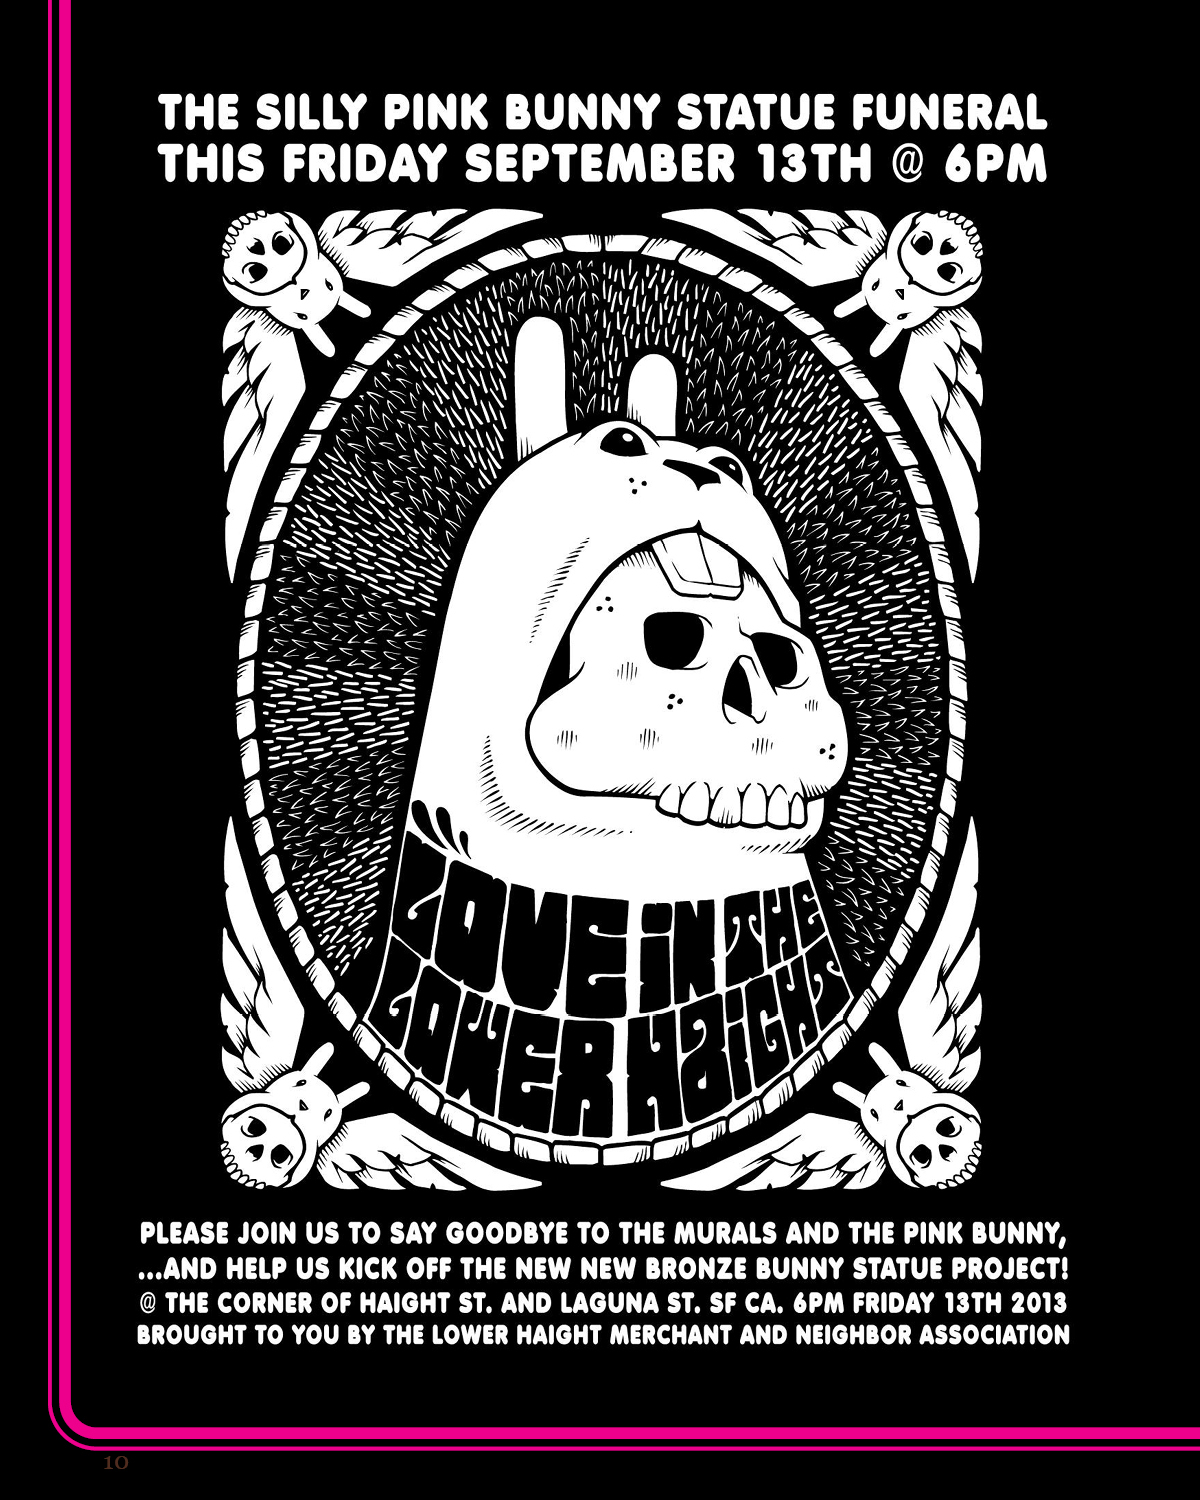 THE SILLY PINK BUNNY STATUE FUNERAL
THIS FRIDAY SEPTEMBER 13TH @ 6PM
LOVE iN THE
LOWER HaiGHT
PLEASE JOIN US TO SAY GOODBYE TO THE MURALS AND THE PINK BUNNY,
...AND HELP US KICK OFF THE NEW NEW BRONZE BUNNY STATUE PROJECT!
@ THE CORNER OF HAIGHT ST. AND LAGUNA ST. SF CA. 6PM FRIDAY 13TH 2013
BROUGHT TO YOU BY THE LOWER HAIGHT MERCHANT AND NEIGHBOR ASSOCIATION
10